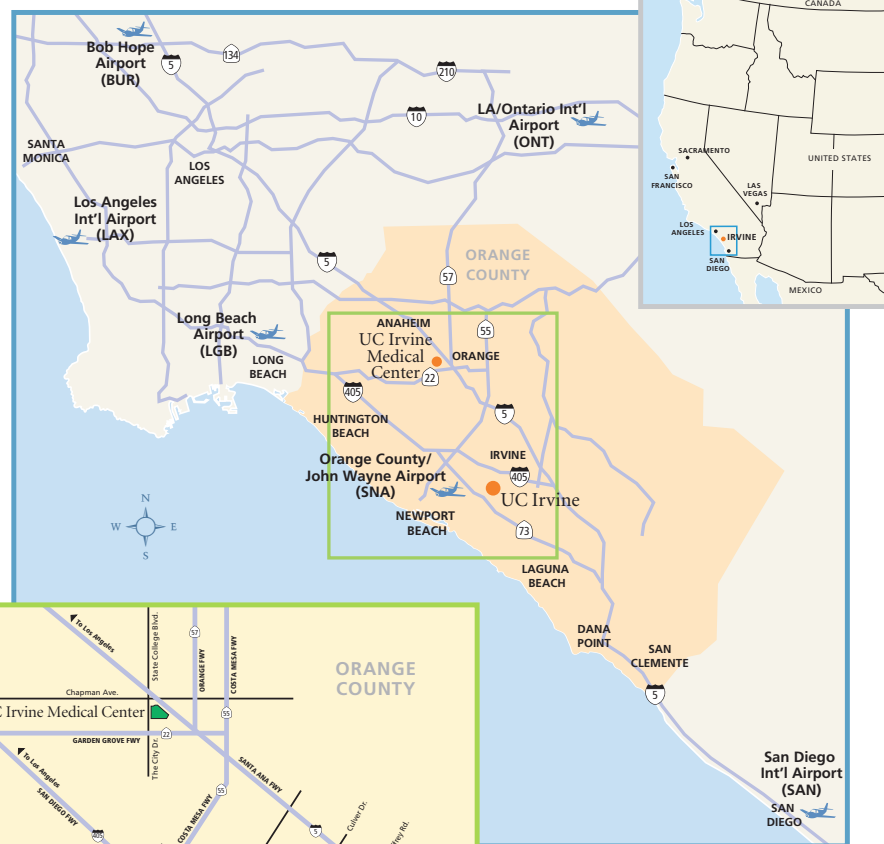 Bob Hope
Airport
(BUR)
5
134
210
10
LA/Ontario Int'l
Airport
(ONT)
SANTA
MONICA
LOS
ANGELES
Los Angeles
Int'l Airport
(LAX)
5
57
ORANGE
COUNTY
Long Beach
Airport
(LGB)
LONG
BEACH
ANAHEIM
UC Irvine
Medical
Center
55
ORANGE
22
405
HUNTINGTON
BEACH
5
Orange County/
John Wayne Airport
(SNA)
IRVINE
405
UC Irvine
NEWPORT
BEACH
73
LAGUNA
BEACH
DANA
POINT
SAN
CLEMENTE
5
San Diego
Int'l Airport
(SAN)
SAN
DIEGO
N
W
E
S
CANADA
SACRAMENTO
SAN
FRANCISCO
UNITED STATES
LAS
VEGAS
LOS
ANGELES
IRVINE
SAN
DIEGO
MEXICO
To Los Angeles
State College Blvd.
57
ORANGE FWY
COSTA MESA FWY
ORANGE
COUNTY
Chapman Ave.
C Irvine Medical Center
55
22
GARDEN GROVE FWY
The City Dr.
To Los Angeles
SAN DIEGO FWY
405
SANTA ANA FWY
55
COSTA MESA FWY
5
Culver Dr.
frey Rd.